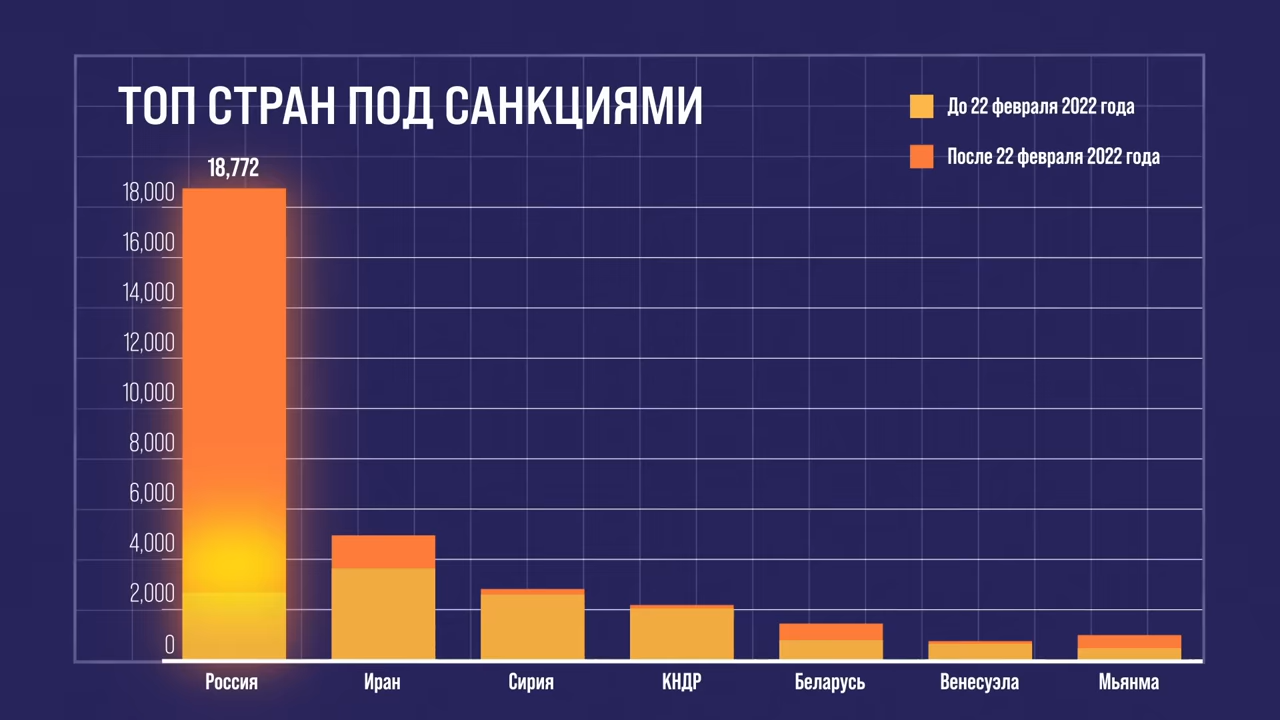 ТОП СТРАН ПОД САНКЦИЯМИ
До 22 февраля 2022 года
После 22 февраля 2022 года
18,772
18,000
16,000
14,000
12,000
10,000
8,000
6,000
4,000
2,000
0
Россия Иран Сирия КНДР Беларусь Венесуэла Мьянма